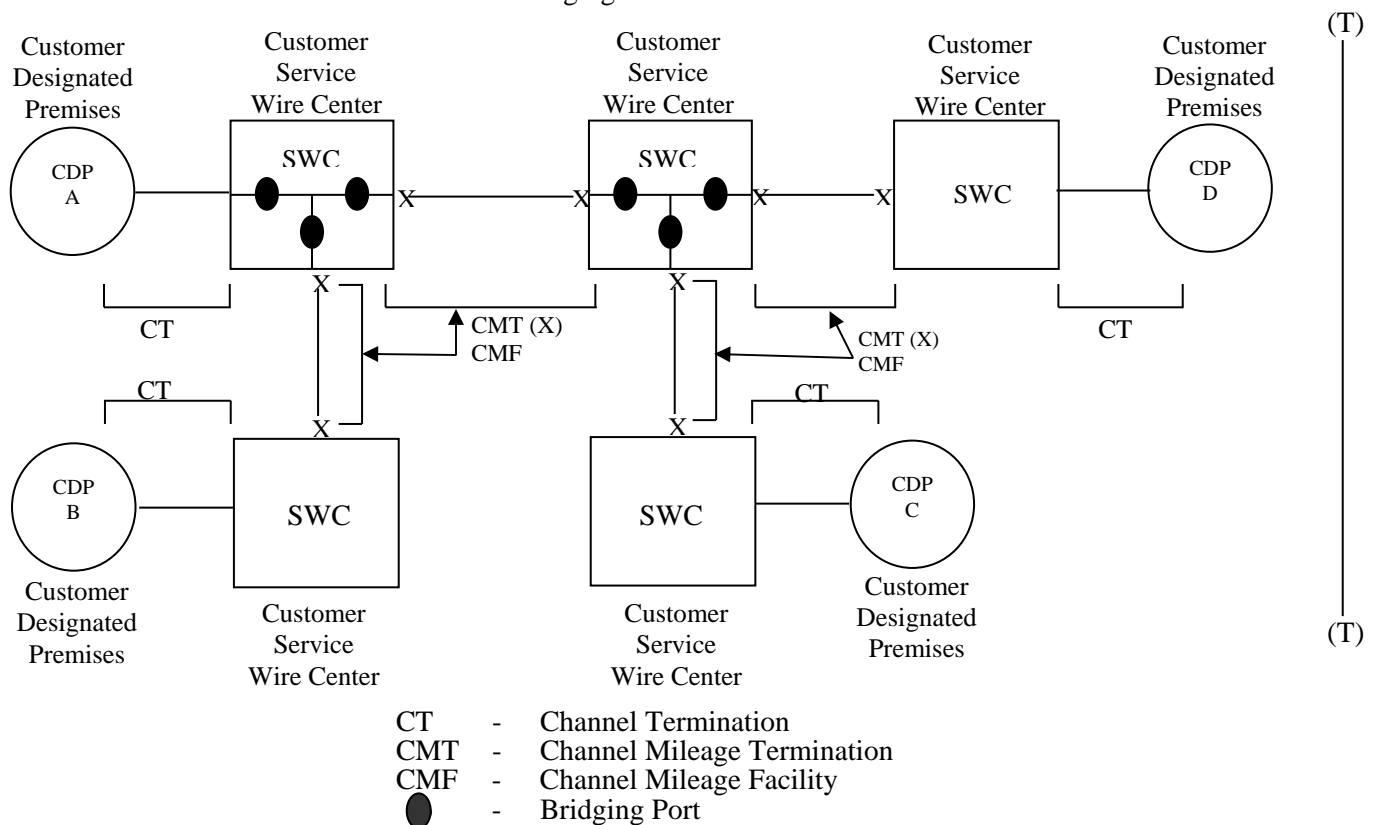 (T)
Customer
Designated
Premises
Customer
Service
Wire Center
Customer
Service
Wire Center
Customer
Service
Wire Center
Customer
Designated
Premises
CDP
A
SWC
X
X
SWC
X
X
SWC
CDP
D
X
X
CT
CMT (X)
CMF
CMT (X)
CMF
CT
CT
CT
X
X
CDP
B
SWC
SWC
CDP
C
Customer
Designated
Premises
Customer
Service
Wire Center
Customer
Service
Wire Center
Customer
Designated
Premises
(T)
CT - Channel Termination
CMT - Channel Mileage Termination
CMF - Channel Mileage Facility
- Bridging Port